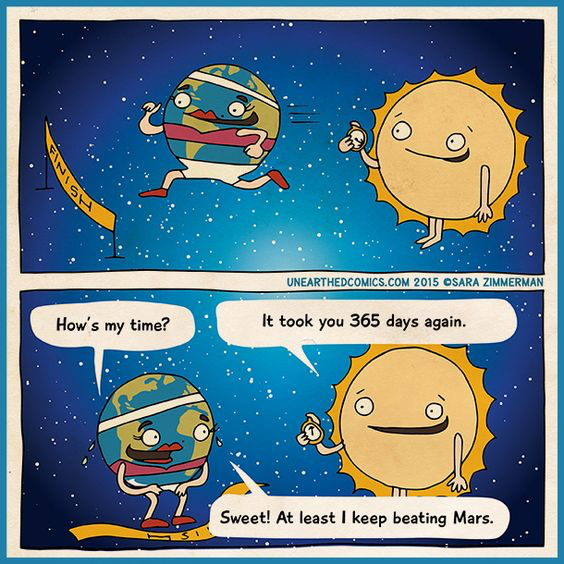 FINISH
UNEARTHEDCOMICS.COM 2015 ©SARA ZIMMERMAN
How's my time?
It took you 365 days again.
Sweet! At least I keep beating Mars.